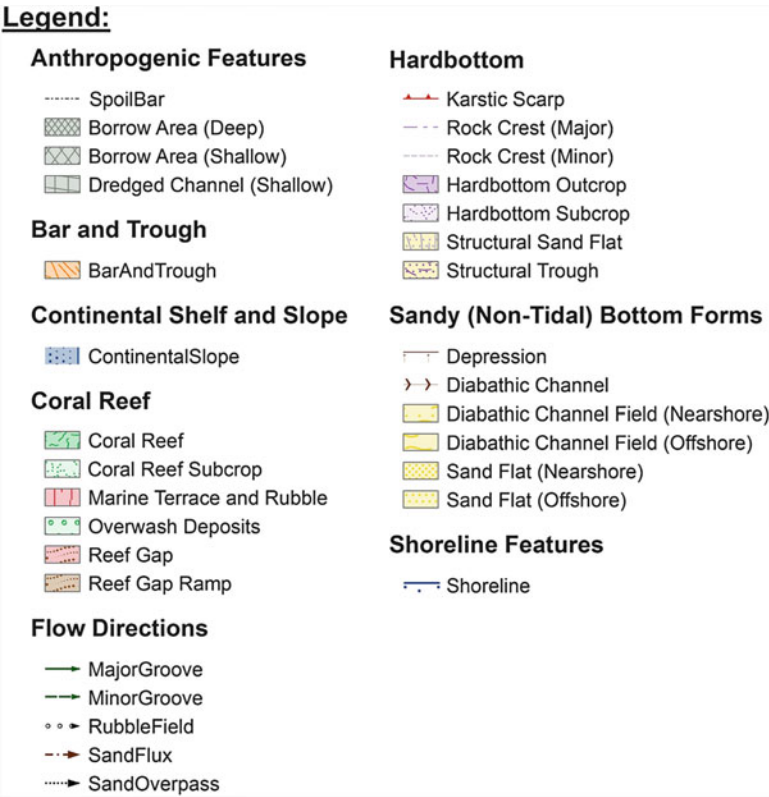 Legend:
Anthropogenic Features
SpoilBar
Borrow Area (Deep)
Borrow Area (Shallow)
Dredged Channel (Shallow)
Bar and Trough
BarAndTrough
Continental Shelf and Slope
ContinentalSlope
Coral Reef
Coral Reef
Coral Reef Subcrop
Marine Terrace and Rubble
Overwash Deposits
Reef Gap
Reef Gap Ramp
Flow Directions
MajorGroove
MinorGroove
RubbleField
SandFlux
SandOverpass
Hardbottom
Karstic Scarp
Rock Crest (Major)
Rock Crest (Minor)
Hardbottom Outcrop
Hardbottom Subcrop
Structural Sand Flat
Structural Trough
Sandy (Non-Tidal) Bottom Forms
Depression
Diabathic Channel
Diabathic Channel Field (Nearshore)
Diabathic Channel Field (Offshore)
Sand Flat (Nearshore)
Sand Flat (Offshore)
Shoreline Features
Shoreline